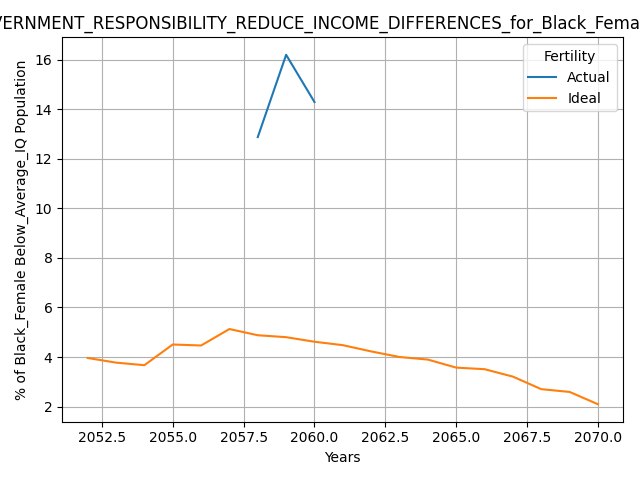 VERNMENT_RESPONSIBILITY_REDUCE_INCOME_DIFFERENCES_for_Black_Fema
Fertility
Actual
Ideal
% of Black_Female Below_Average_IQ Population
16
14
12
10
8
6
4
2
2052.5 2055.0 2057.5 2060.0 2062.5 2065.0 2067.5 2070.0
Years